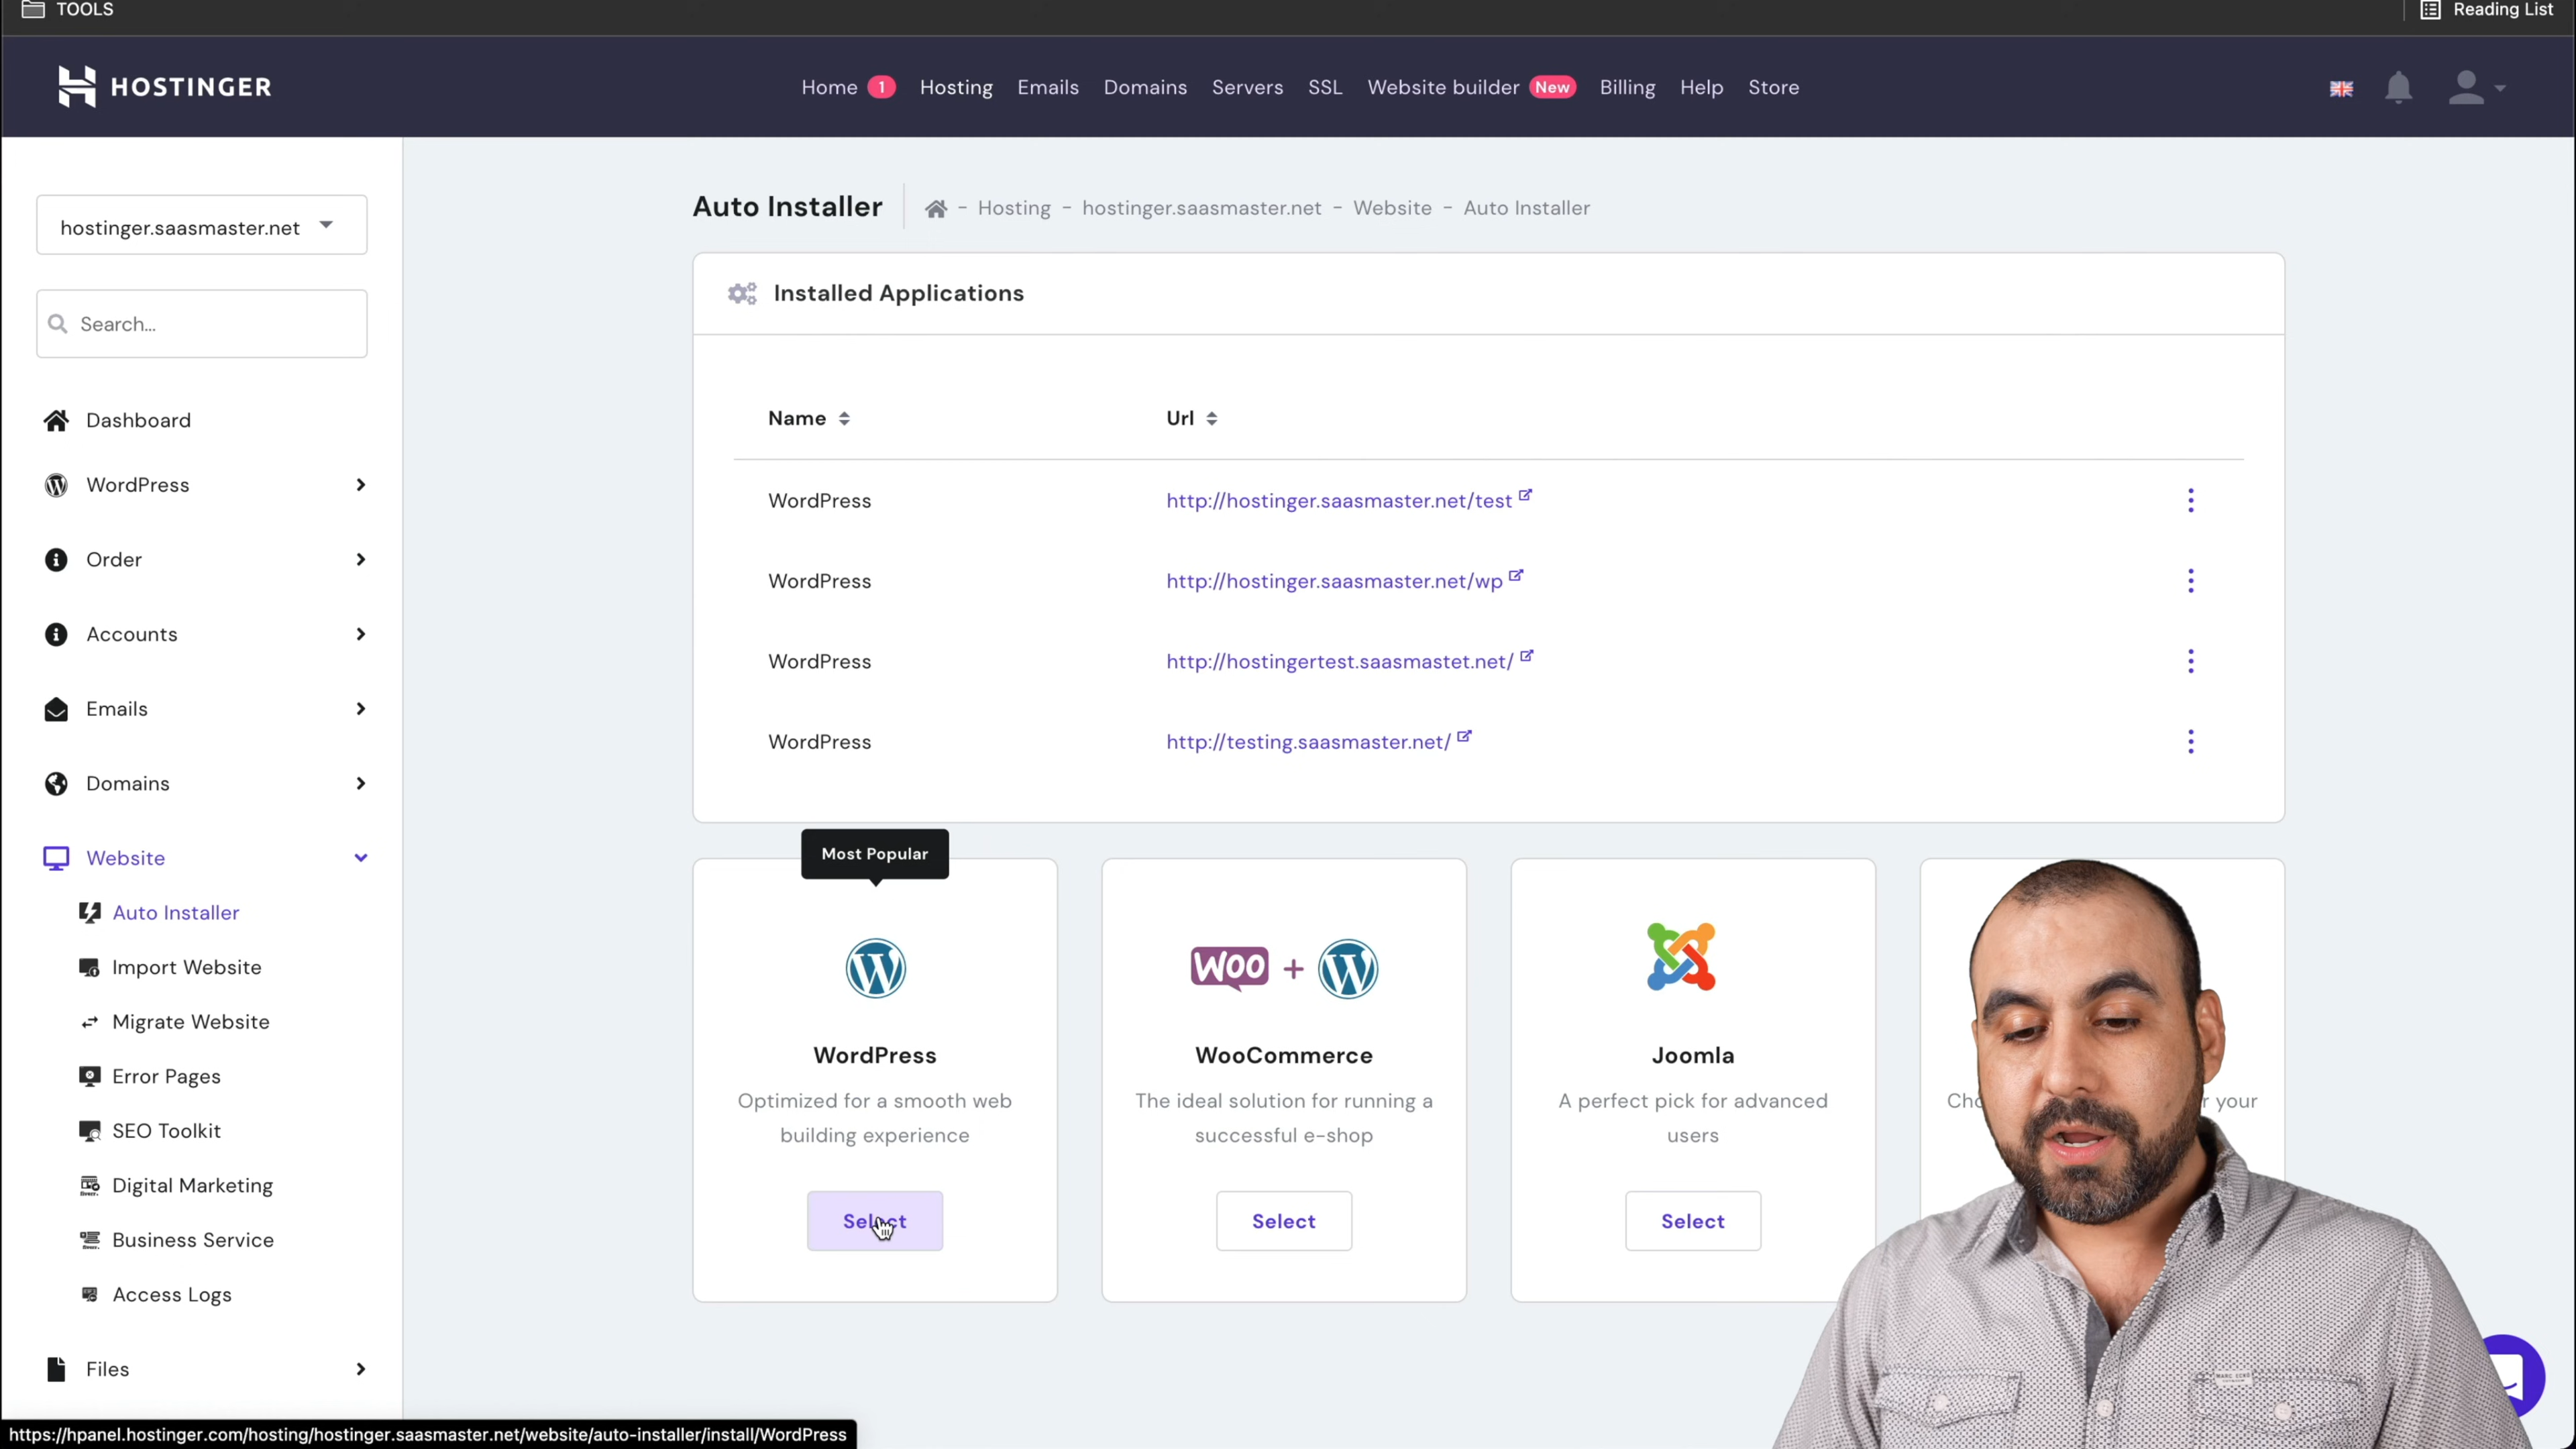 TOOLS
Reading List
HOSTINGER
Home 1 Hosting Emails Domains Servers SSL Website builder New Billing Help Store
hostinger.saasmaster.net
Search...
Dashboard
WordPress
Order
Accounts
Emails
Domains
Website
Auto Installer
Import Website
Migrate Website
Error Pages
SEO Toolkit
Digital Marketing
Business Service
Access Logs
Files
Auto Installer
- Hosting - hostinger.saasmaster.net - Website - Auto Installer
Installed Applications
Name Url
WordPress http://hostinger.saasmaster.net/test
WordPress http://hostinger.saasmaster.net/wp
WordPress http://hostingertest.saasmastet.net/
WordPress http://testing.saasmaster.net/
Most Popular
WordPress
Optimized for a smooth web
building experience
Select
WOO +
WooCommerce
The ideal solution for running a
successful e-shop
Select
Joomla
A perfect pick for advanced
users
Select
your
https://hpanel.hostinger.com/hosting/hostinger.saasmaster.net/website/auto-installer/install/WordPress